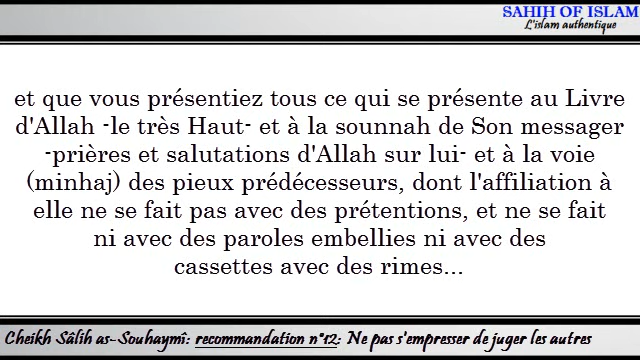 SAHIH OF ISLAM
L'islam authentique
et que vous présentiez tous ce qui se présente au Livre
d'Allah -le très Haut- et à la sounnah de Son messager
-prières et salutations d'Allah sur lui- et à la voie
(minhaj) des pieux prédécesseurs, dont l'affiliation à
elle ne se fait pas avec des prétentions, et ne se fait
ni avec des paroles embellies ni avec des
cassettes avec des rimes...
Cheikh Sâlih as-Souhaymî: recommandation n°12: Ne pas s'empresser de juger les autres